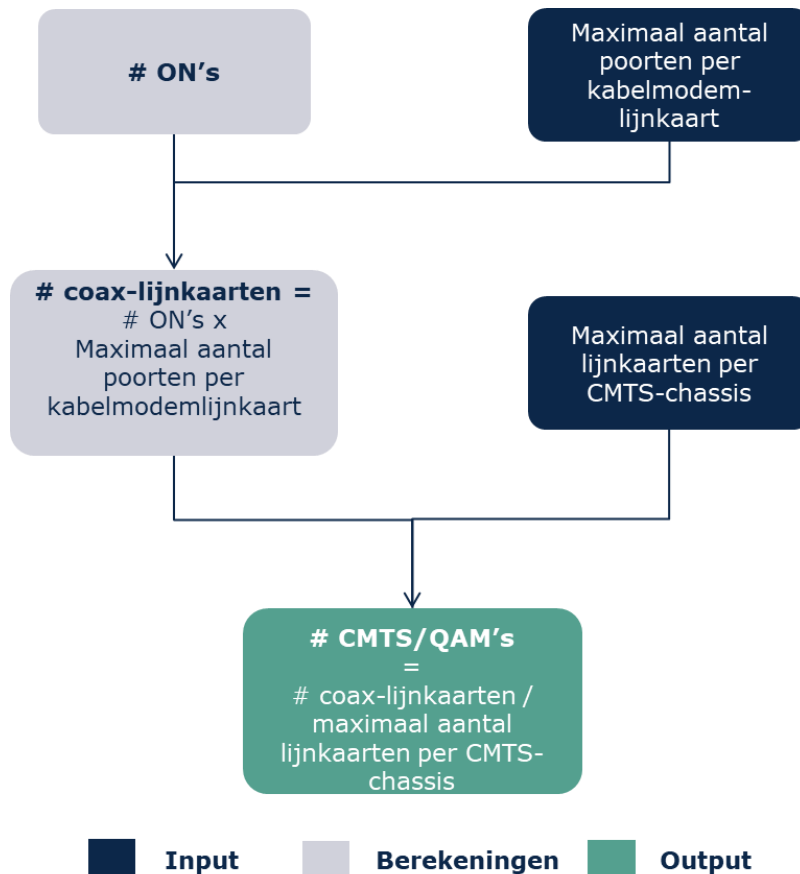 # ON’s
Maximaal aantal
poorten per
kabelmodem-
lijnkaart
# coax-lijnkaarten =
# ON’s x
Maximaal aantal
poorten per
kabelmodemlijnkaart
Maximaal aantal
lijnkaarten per
CMTS-chassis
# CMTS/QAM’s
=
# coax-lijnkaarten /
maximaal aantal
lijnkaarten per CMTS-
chassis
Input
Berekeningen
Output